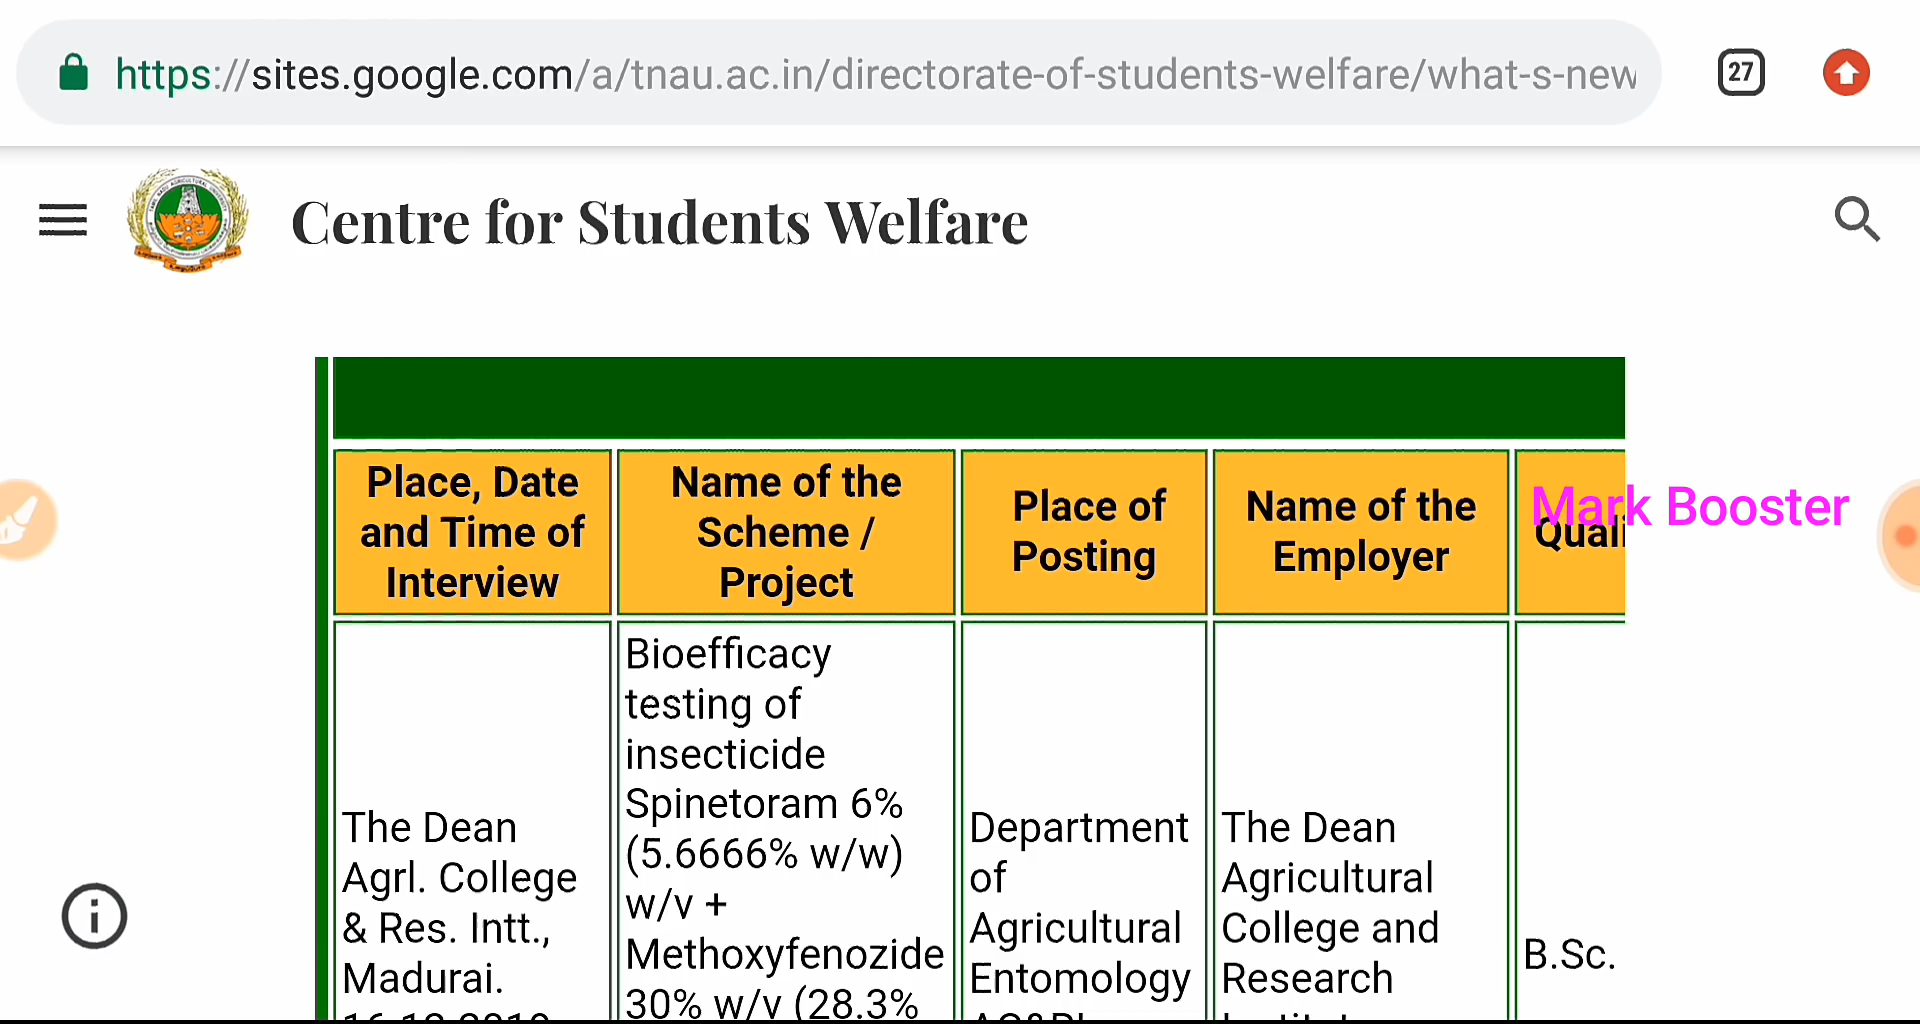 https://sites.google.com/a/tnau.ac.in/directorate-of-students-welfare/what-s-new
27
Centre for Students Welfare
Place, Date
and Time of
Interview
Name of the
Scheme /
Project
Place of
Posting
Name of the
Employer
Mark Booster
The Dean
Agrl. College
& Res. Intt.,
Madurai.
Bioefficacy
testing of
insecticide
Spinetoram 6%
(5.6666% w/w)
w/v +
Methoxyfenozide
30% w/v (28.3%
Department
of
Agricultural
Entomology
The Dean
Agricultural
College and
Research
B.Sc.